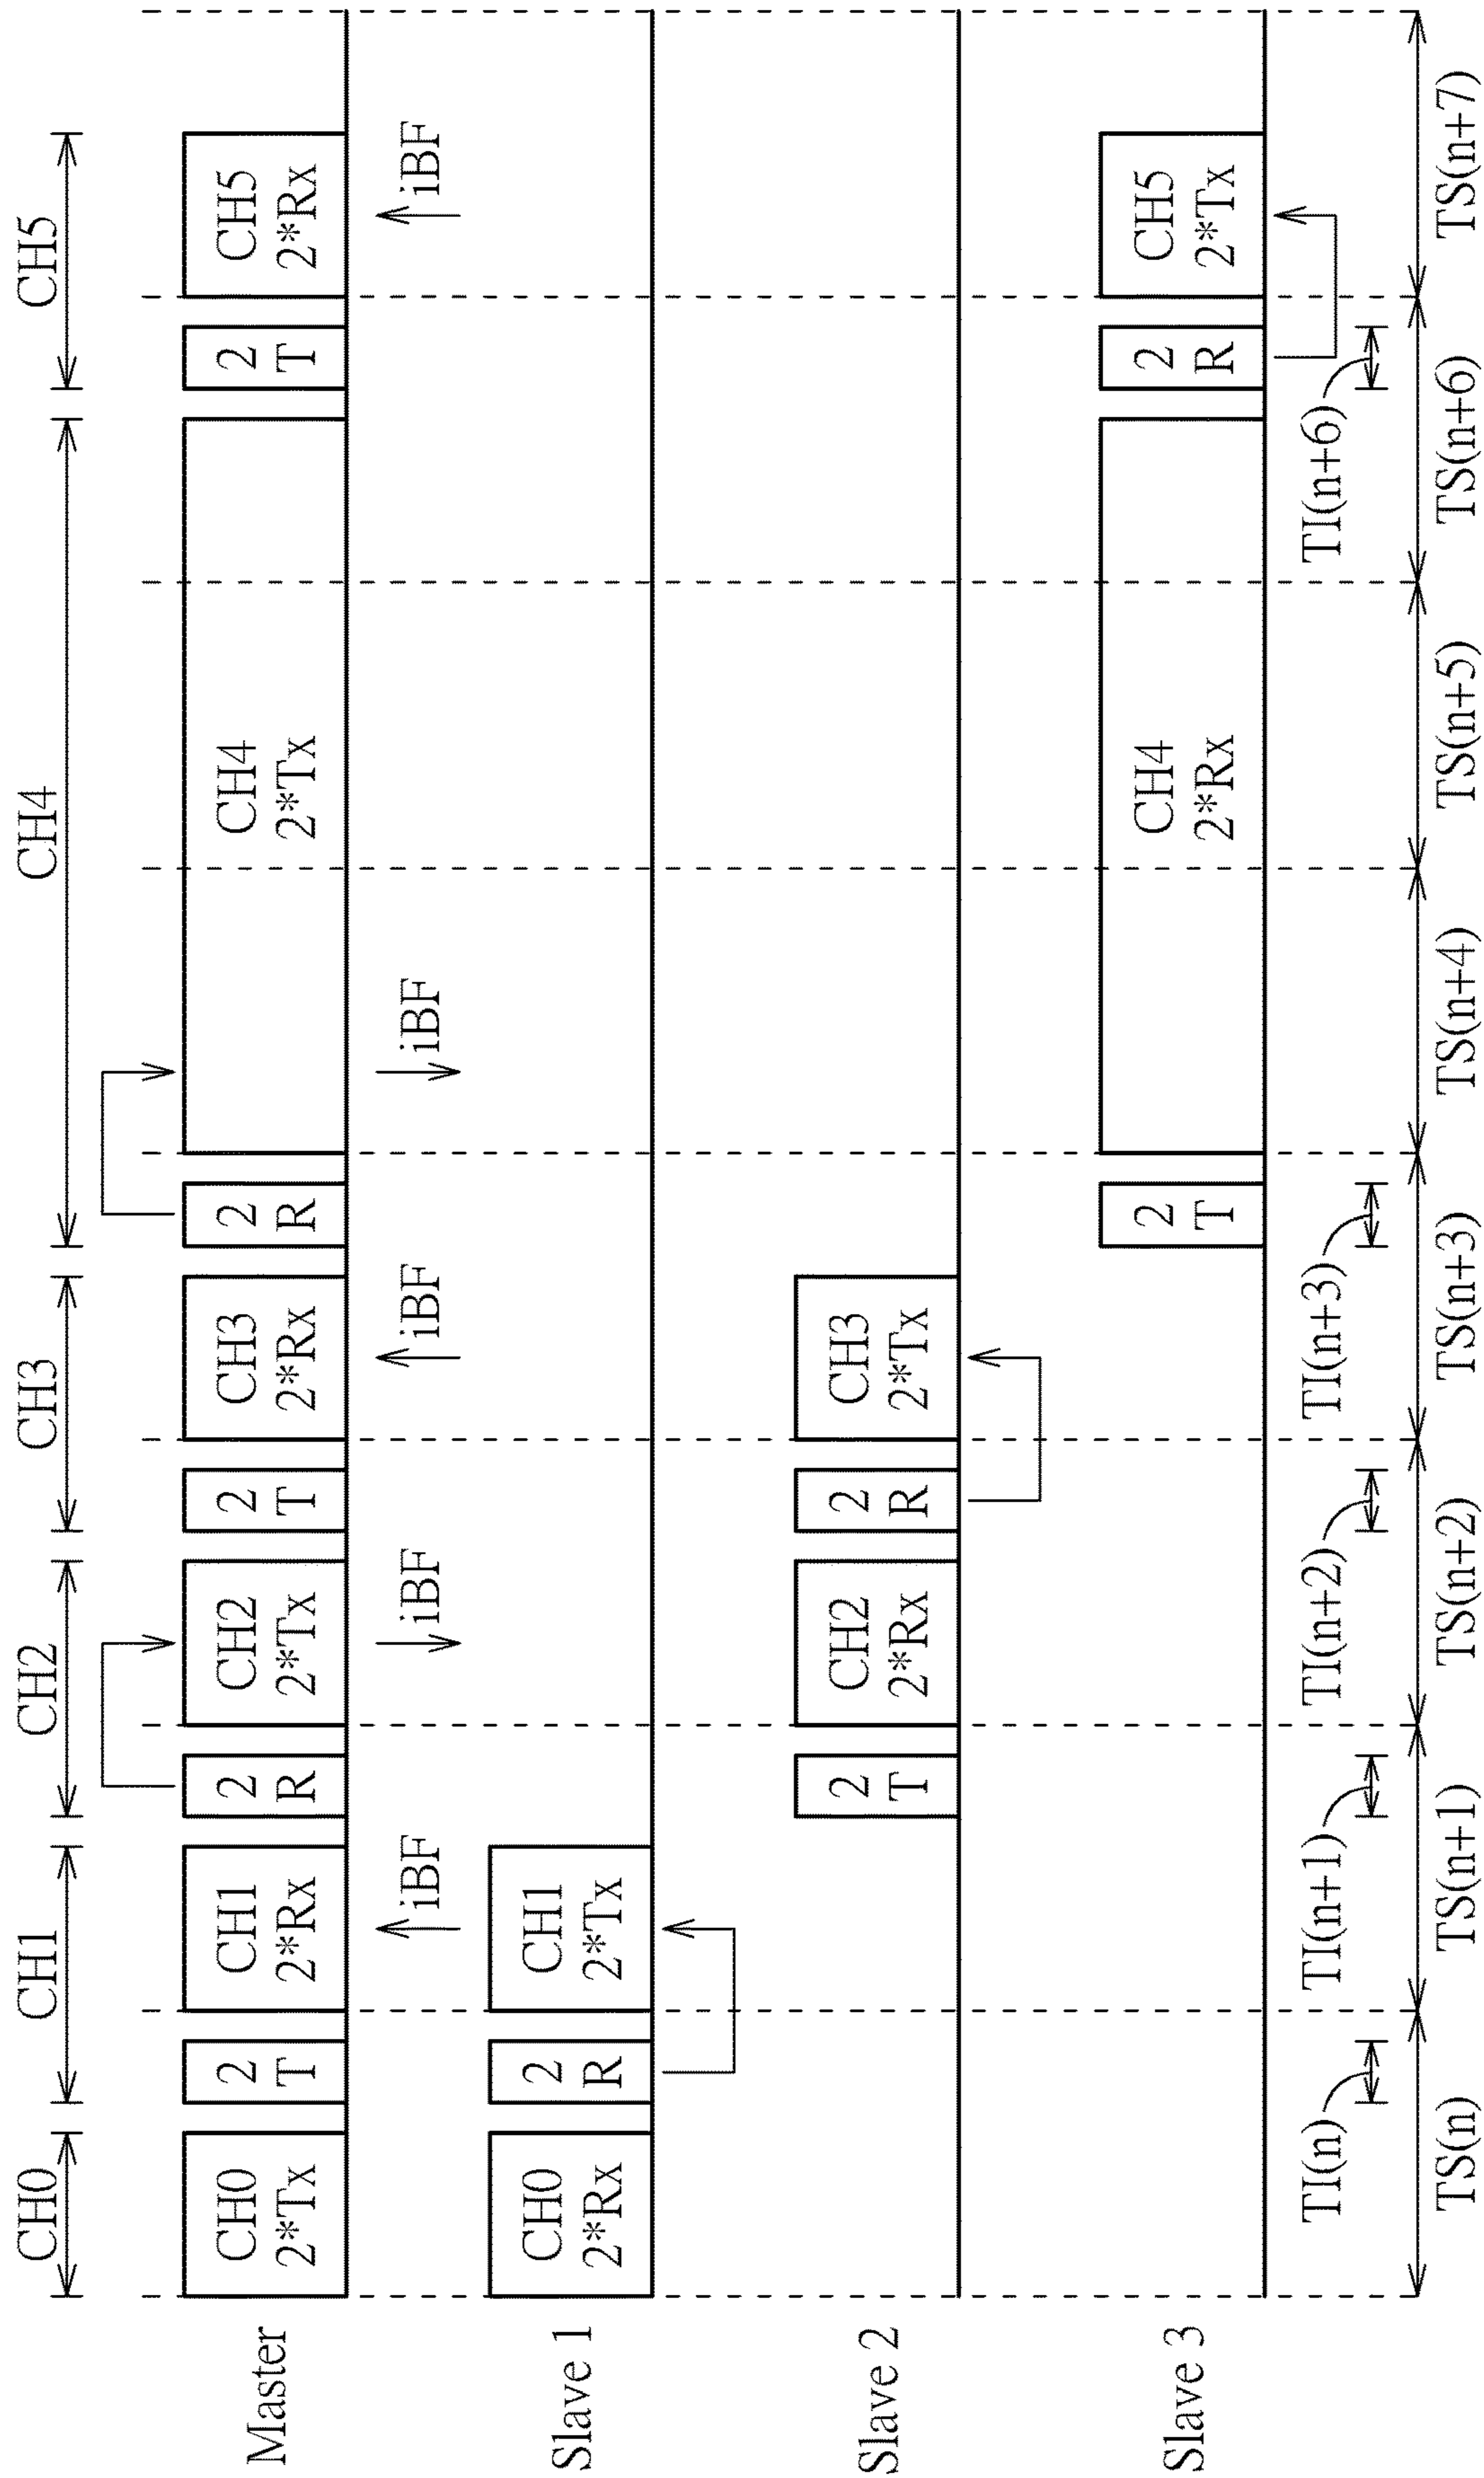 CH0
CH1
CH2
CH3
CH4
CH5
Master
CH0
2*Tx
2
T
CH1
2*Rx
2
R
CH2
2*Tx
2
T
CH3
2*Rx
2
R
CH4
2*Tx
2
T
CH5
2*Rx
iBF
iBF
iBF
iBF
iBF
Slave 1
CH0
2*Rx
2
R
CH1
2*Tx
Slave 2
2
T
CH2
2*Rx
2
R
CH3
2*Tx
Slave 3
2
T
CH4
2*Rx
2
R
CH5
2*Tx
TI(n)
TI(n+1)
TI(n+2)
TI(n+3)
TI(n+6)
TS(n)
TS(n+1)
TS(n+2)
TS(n+3)
TS(n+4)
TS(n+5)
TS(n+6)
TS(n+7)